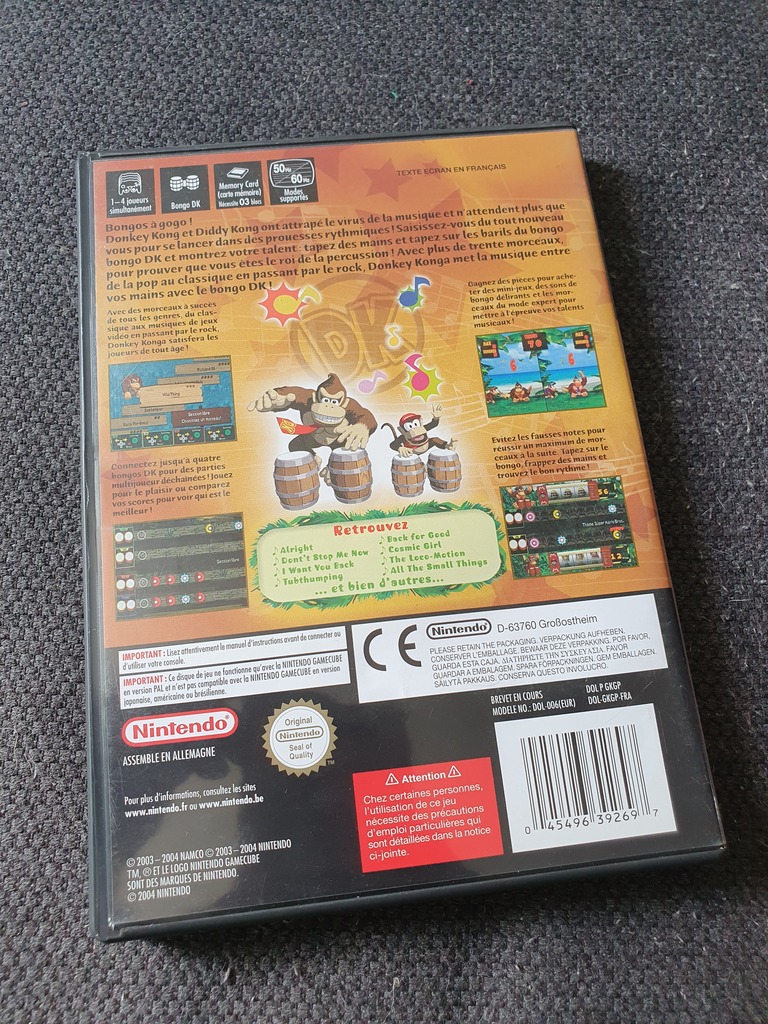 1-4 joueurs
simultanément
Bongo DK
Memory Card
(carte mémoire)
Nécessite 03 blocs
50Hz
60Hz
Modes
supportés
TEXTE ECRAN EN FRANÇAIS
Bongos à gogo !
Donkey Kong et Diddy Kong ont attrapé le virus de la musique et n'attendent plus que
vous pour se lancer dans des prouesses rythmiques ! Saisissez-vous du tout nouveau
bongo DK et montrez votre talent : tapez des mains et tapez sur les barils du bongo
pour prouver que vous êtes le roi de la percussion ! Avec plus de trente morceaux,
de la pop au classique en passant par le rock, Donkey Konga met la musique entre
vos mains avec le bongo DK !
Avec des morceaux à succès
de tous les genres, du clas-
sique aux musiques de jeux
vidéo en passant par le rock,
Donkey Konga satisfera les
joueurs de tout âge !
Gagnez des pièces pour ache-
ter des mini-jeux, des sons de
bongo délirants et les mor-
ceaux du mode expert pour
mettre à l'épreuve vos talents
musicaux !
DK
Connectez jusqu'à quatre
bongos DK pour des parties
multijoueur déchaînées ! Jouez
pour le plaisir ou comparez
vos scores pour voir qui est le
meilleur !
Evitez les fausses notes pour
réussir un maximum de mor-
ceaux à la suite. Tapez sur le
bongo, frappez des mains et
trouvez le bon rythme !
Retrouvez
Alright
Don't Stop Me Now
I Want You Back
Tubthumping
Back for Good
Cosmic Girl
The Loco-Motion
All The Small Things
... et bien d'autres...
IMPORTANT : Lisez attentivement le manuel d'instructions avant de connecter ou
d'utiliser votre console.
IMPORTANT : Ce disque de jeu ne fonctionne qu'avec la NINTENDO GAMECUBE
en version PAL et n'est pas compatible avec la NINTENDO GAMECUBE en version
japonaise, américaine ou brésilienne.
CE
Nintendo® D-63760 Großostheim
PLEASE RETAIN THE PACKAGING. VERPACKUNG AUFHEBEN.
CONSERVER L'EMBALLAGE. BEWAAR DEZE VERPAKKING. POR FAVOR,
GUARDA ESTA CAJA. ΔΙΑΤΗΡΕΙΣΤΕ ΤΗΝ ΣΥΣΚΕΥΑΣΙΑ. FAVOR
GUARDAR A EMBALAGEM. SPARA FÖRPACKNINGEN. GEM EMBALLAGEN.
SÄILYTÄ PAKKAUS. CONSERVA QUESTO INVOLUCRO.
BREVET EN COURS
MODELE NO.: DOL-006(EUR)
DOL P GKGP
DOL-GKGP-FRA
Nintendo®
ASSEMBLE EN ALLEMAGNE
Original
Nintendo
Seal of
Quality
TM
Pour plus d'informations, consultez les sites
www.nintendo.fr ou www.nintendo.be
⚠ Attention ⚠
Chez certaines personnes,
l'utilisation de ce jeu
nécessite des précautions
d'emploi particulières qui
sont détaillées dans la notice
ci-jointe.
0 45496 39269 7
© 2003 – 2004 NAMCO © 2003 – 2004 NINTENDO
TM, ® ET LE LOGO NINTENDO GAMECUBE
SONT DES MARQUES DE NINTENDO.
© 2004 NINTENDO